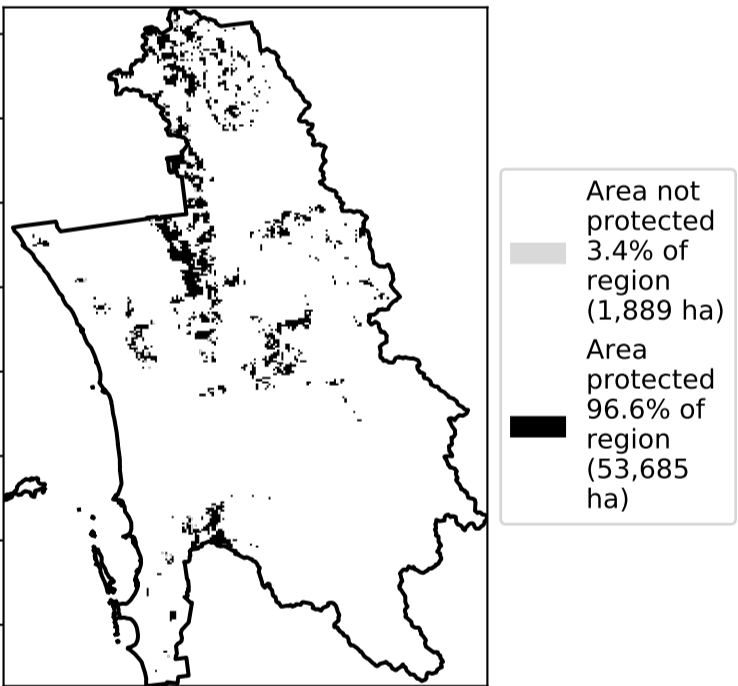 Area not
protected
3.4% of
region
(1,889 ha)
Area
protected
96.6% of
region
(53,685
ha)